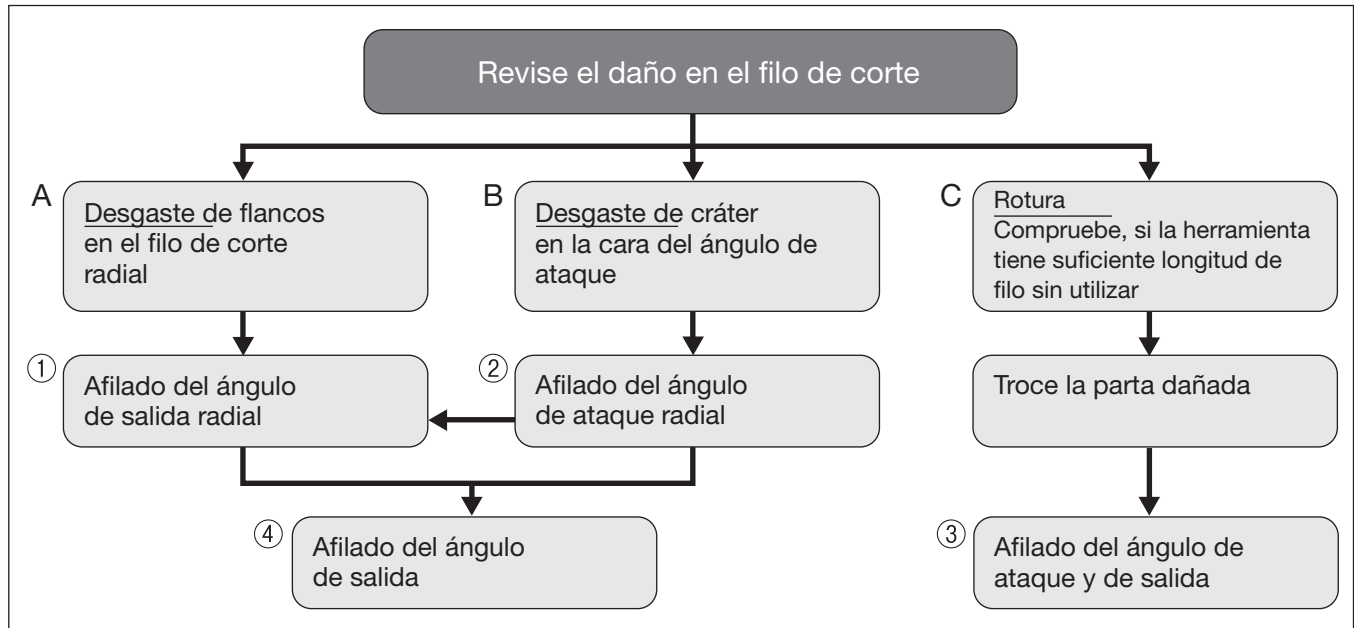 Revise el daño en el filo de corte
A
Desgaste de flancos
en el filo de corte
radial
B
Desgaste de cráter
en la cara del ángulo de
ataque
C
Rotura
Compruebe, si la herramienta
tiene suficiente longitud de
filo sin utilizar
①
Afilado del ángulo
de salida radial
②
Afilado del ángulo
de ataque radial
Troce la parta dañada
④
Afilado del ángulo
de salida
③
Afilado del ángulo de
ataque y de salida